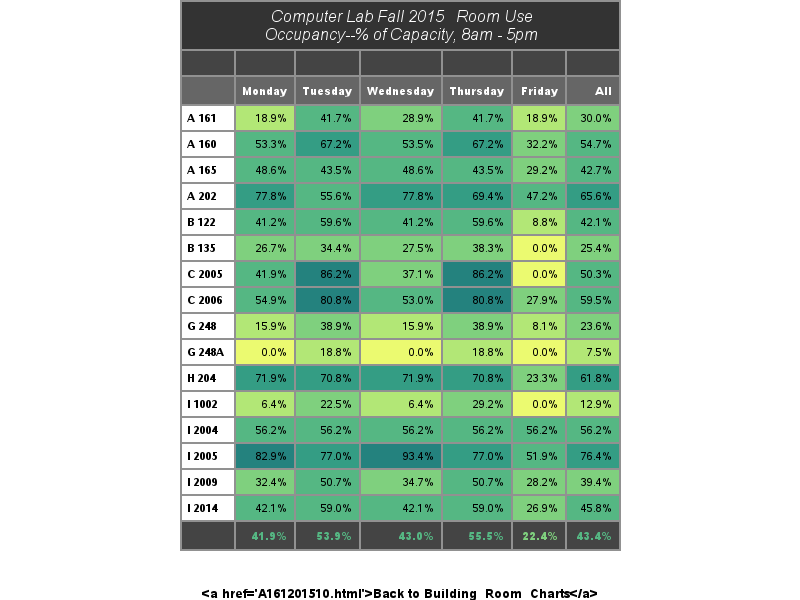 Computer Lab Fall 2015 Room Use
Occupancy--% of Capacity, 8am - 5pm
Monday Tuesday Wednesday Thursday Friday All
A 161 18.9% 41.7% 28.9% 41.7% 18.9% 30.0%
A 160 53.3% 67.2% 53.5% 67.2% 32.2% 54.7%
A 165 48.6% 43.5% 48.6% 43.5% 29.2% 42.7%
A 202 77.8% 55.6% 77.8% 69.4% 47.2% 65.6%
B 122 41.2% 59.6% 41.2% 59.6% 8.8% 42.1%
B 135 26.7% 34.4% 27.5% 38.3% 0.0% 25.4%
C 2005 41.9% 86.2% 37.1% 86.2% 0.0% 50.3%
C 2006 54.9% 80.8% 53.0% 80.8% 27.9% 59.5%
G 248 15.9% 38.9% 15.9% 38.9% 8.1% 23.6%
G 248A 0.0% 18.8% 0.0% 18.8% 0.0% 7.5%
H 204 71.9% 70.8% 71.9% 70.8% 23.3% 61.8%
I 1002 6.4% 22.5% 6.4% 29.2% 0.0% 12.9%
I 2004 56.2% 56.2% 56.2% 56.2% 56.2% 56.2%
I 2005 82.9% 77.0% 93.4% 77.0% 51.9% 76.4%
I 2009 32.4% 50.7% 34.7% 50.7% 28.2% 39.4%
I 2014 42.1% 59.0% 42.1% 59.0% 26.9% 45.8%
41.9% 53.9% 43.0% 55.5% 22.4% 43.4%
<a href='A161201510.html'>Back to Building Room Charts</a>